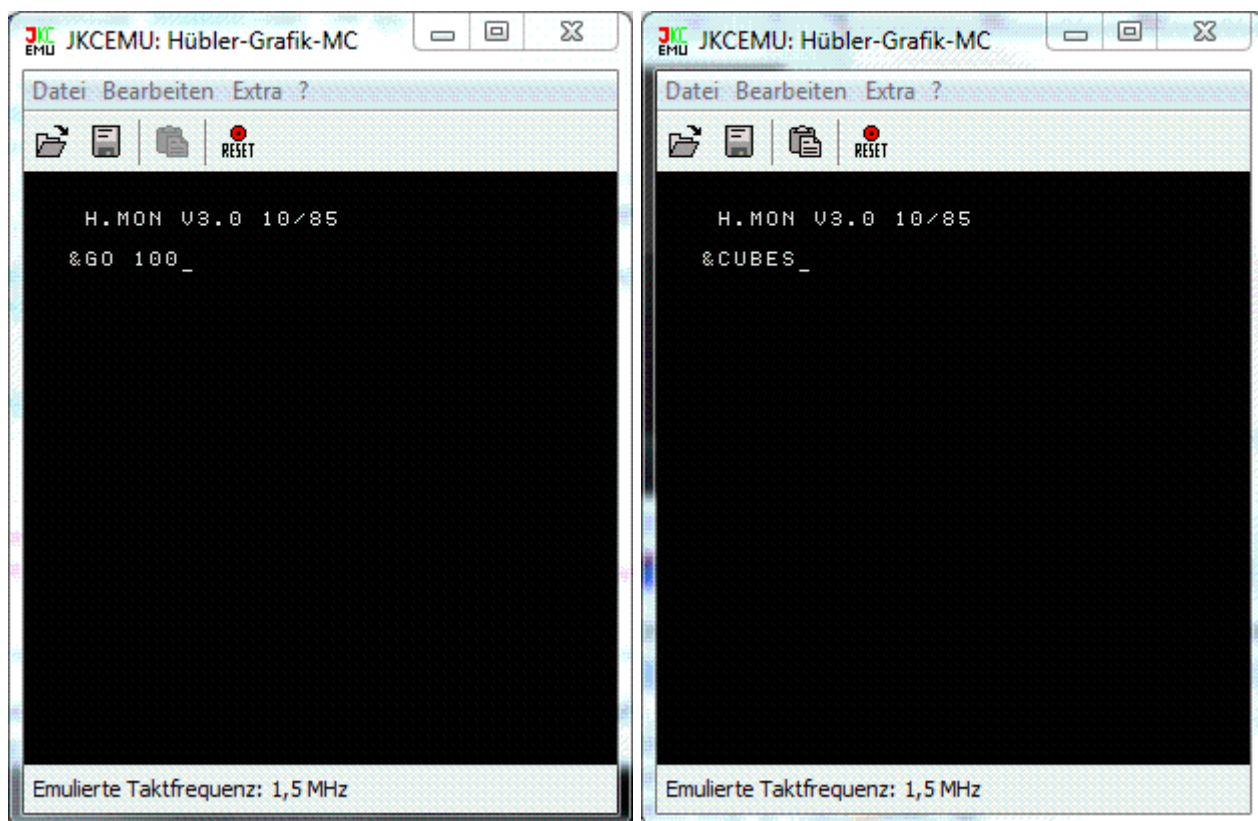 JKCEMU: Hübler-Grafik-MC
Datei Bearbeiten Extra ?
RESET
H.MON V3.0 10/85
&GO 100_
Emulierte Taktfrequenz: 1,5 MHz
JKCEMU: Hübler-Grafik-MC
Datei Bearbeiten Extra ?
RESET
H.MON V3.0 10/85
&CUBES_
Emulierte Taktfrequenz: 1,5 MHz